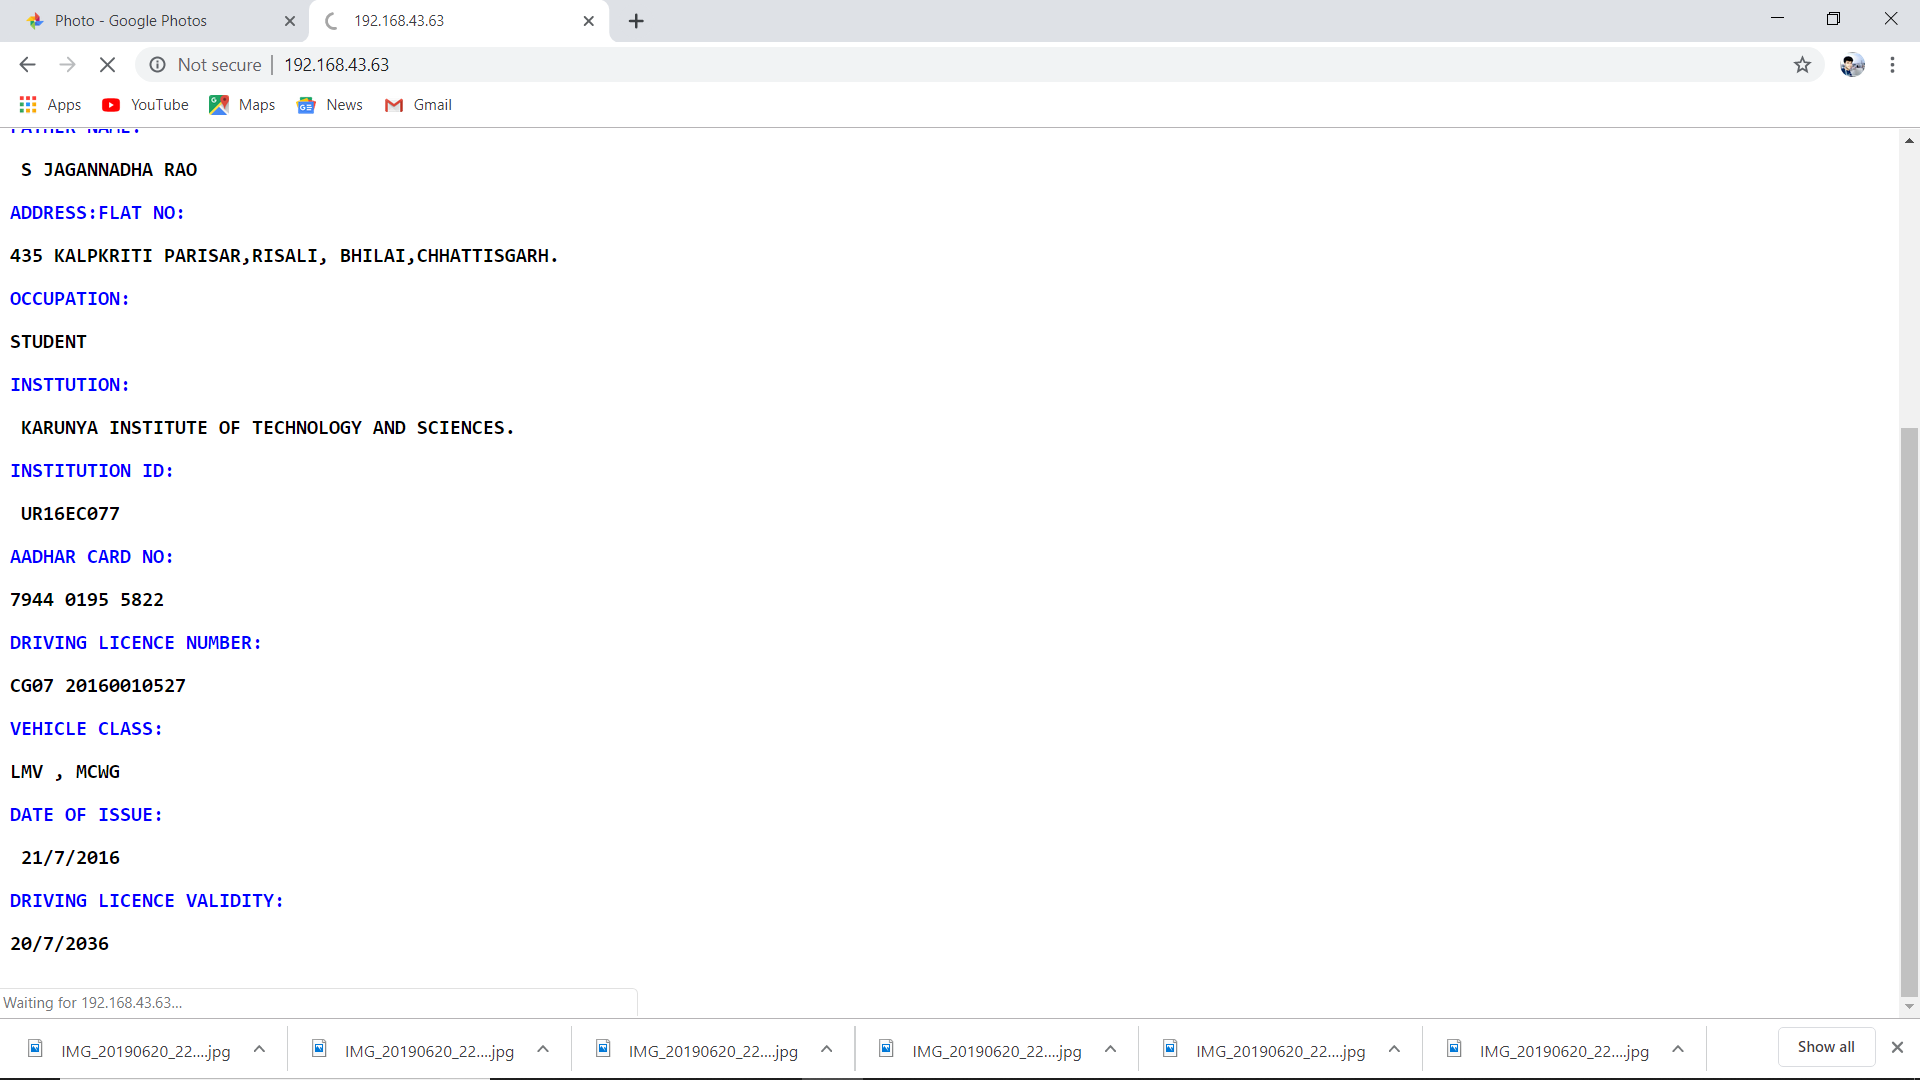 Photo - Google Photos
192.168.43.63
Not secure
192.168.43.63
Apps
YouTube
Maps
News
Gmail
FATHER NAME:
S JAGANNADHA RAO
ADDRESS:FLAT NO:
435 KALPKRITI PARISAR,RISALI, BHILAI,CHHATTISGARH.
OCCUPATION:
STUDENT
INSTTUTION:
KARUNYA INSTITUTE OF TECHNOLOGY AND SCIENCES.
INSTITUTION ID:
UR16EC077
AADHAR CARD NO:
7944 0195 5822
DRIVING LICENCE NUMBER:
CG07 20160010527
VEHICLE CLASS:
LMV , MCWG
DATE OF ISSUE:
21/7/2016
DRIVING LICENCE VALIDITY:
20/7/2036
Waiting for 192.168.43.63...
IMG_20190620_22....jpg
IMG_20190620_22....jpg
IMG_20190620_22....jpg
IMG_20190620_22....jpg
IMG_20190620_22....jpg
IMG_20190620_22....jpg
Show all